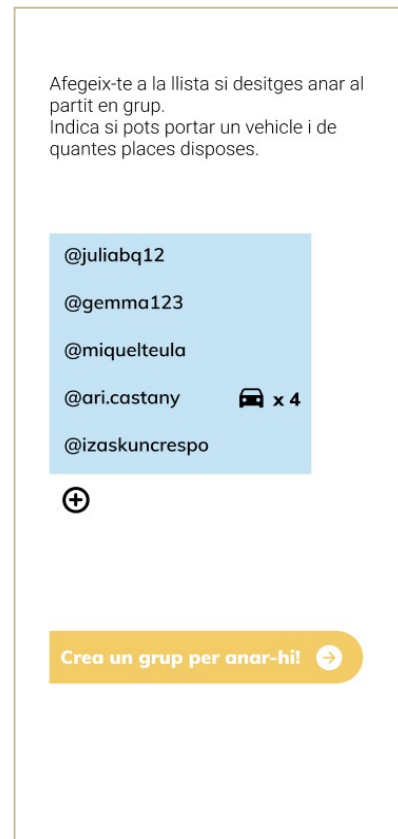 Afegeix-te a la llista si desitges anar al
partit en grup.
Indica si pots portar un vehicle i de
quantes places disposes.
@juliabq12
@gemma123
@miquelteula
@ari.castany x 4
@izaskuncrespo
Crea un grup per anar-hi!